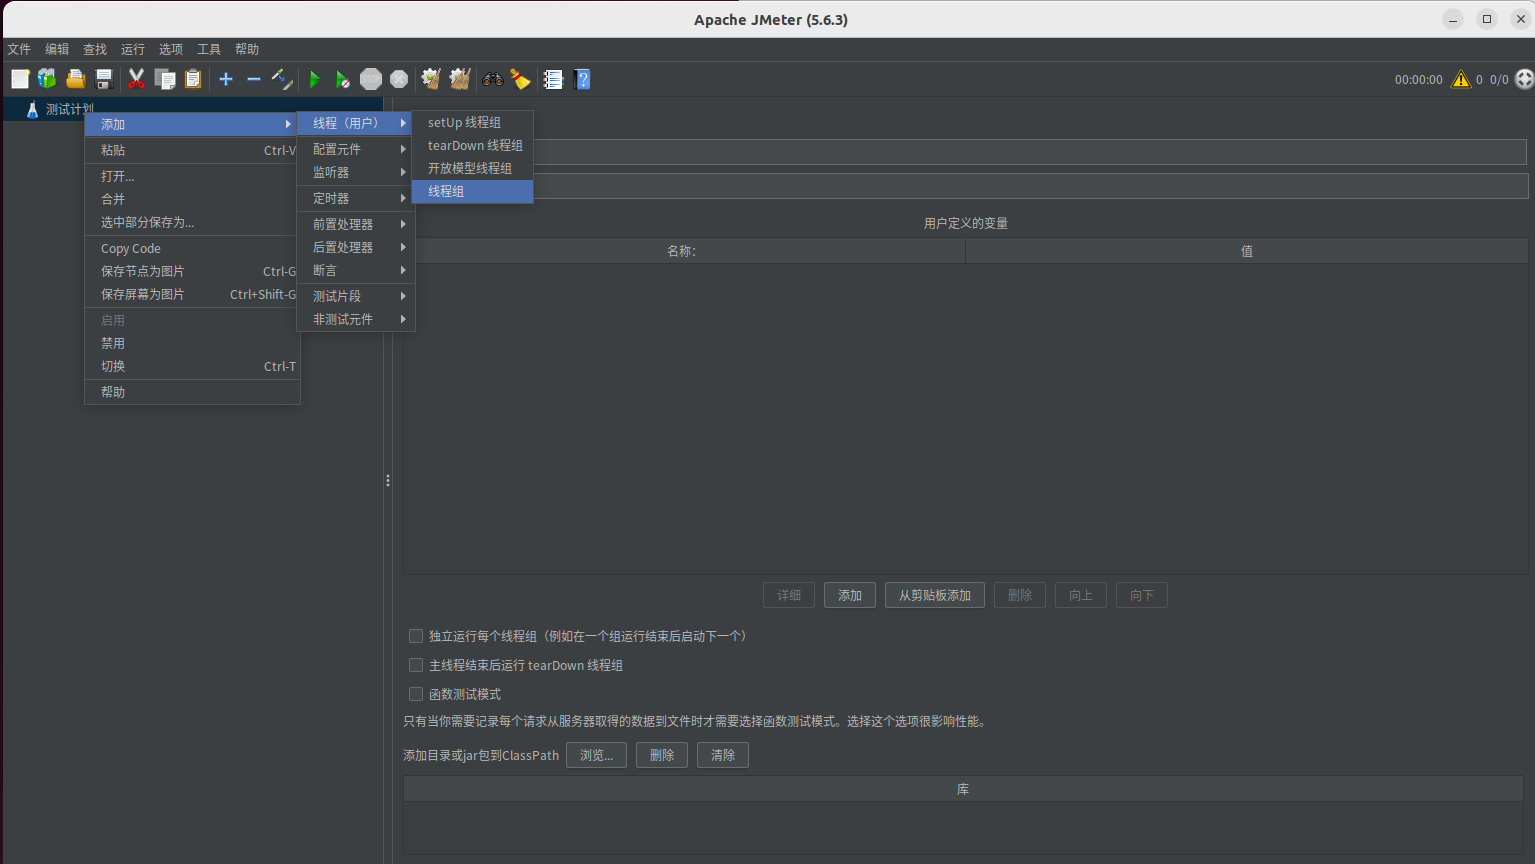 Apache JMeter (5.6.3)
文件 编辑 查找 运行 选项 工具 帮助
00:00:00 0 0/0
测试计划
添加
粘贴 Ctrl-V
打开...
合并
选中部分保存为...
Copy Code
保存节点为图片 Ctrl-G
保存屏幕为图片 Ctrl+Shift-G
启用
禁用
切换 Ctrl-T
帮助
线程（用户）
配置元件
监听器
定时器
前置处理器
后置处理器
断言
测试片段
非测试元件
setUp 线程组
tearDown 线程组
开放模型线程组
线程组
用户定义的变量
名称: 值
详细 添加 从剪贴板添加 删除 向上 向下
独立运行每个线程组（例如在一个组运行结束后启动下一个）
主线程结束后运行 tearDown 线程组
函数测试模式
只有当你需要记录每个请求从服务器取得的数据到文件时才需要选择函数测试模式。选择这个选项很影响性能。
添加目录或jar包到ClassPath 浏览... 删除 清除
库